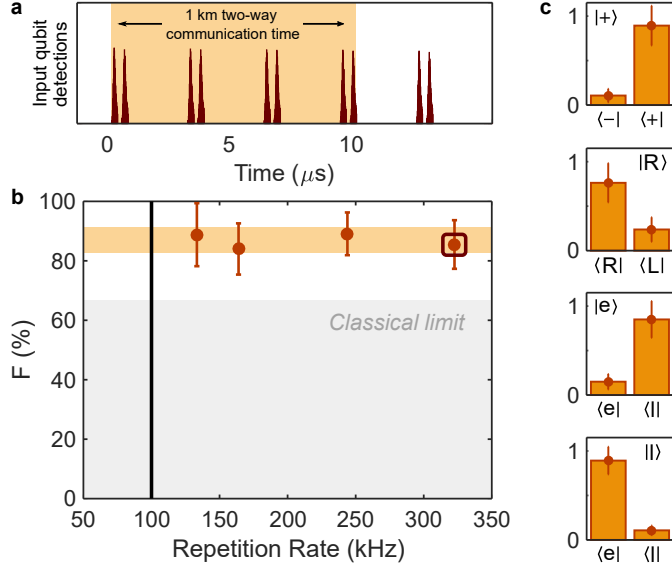 a
1 km two-way
communication time
Input qubit
detections
0
5
10
Time (μs)
b
100
80
60
40
20
0
F (%)
Classical limit
50
100
150
200
250
300
350
Repetition Rate (kHz)
c
|+⟩
1
0
⟨-| ⟨+|
|R⟩
1
0
⟨R| ⟨L|
|e⟩
1
0
⟨e| ⟨l|
|l⟩
1
0
⟨e| ⟨l|